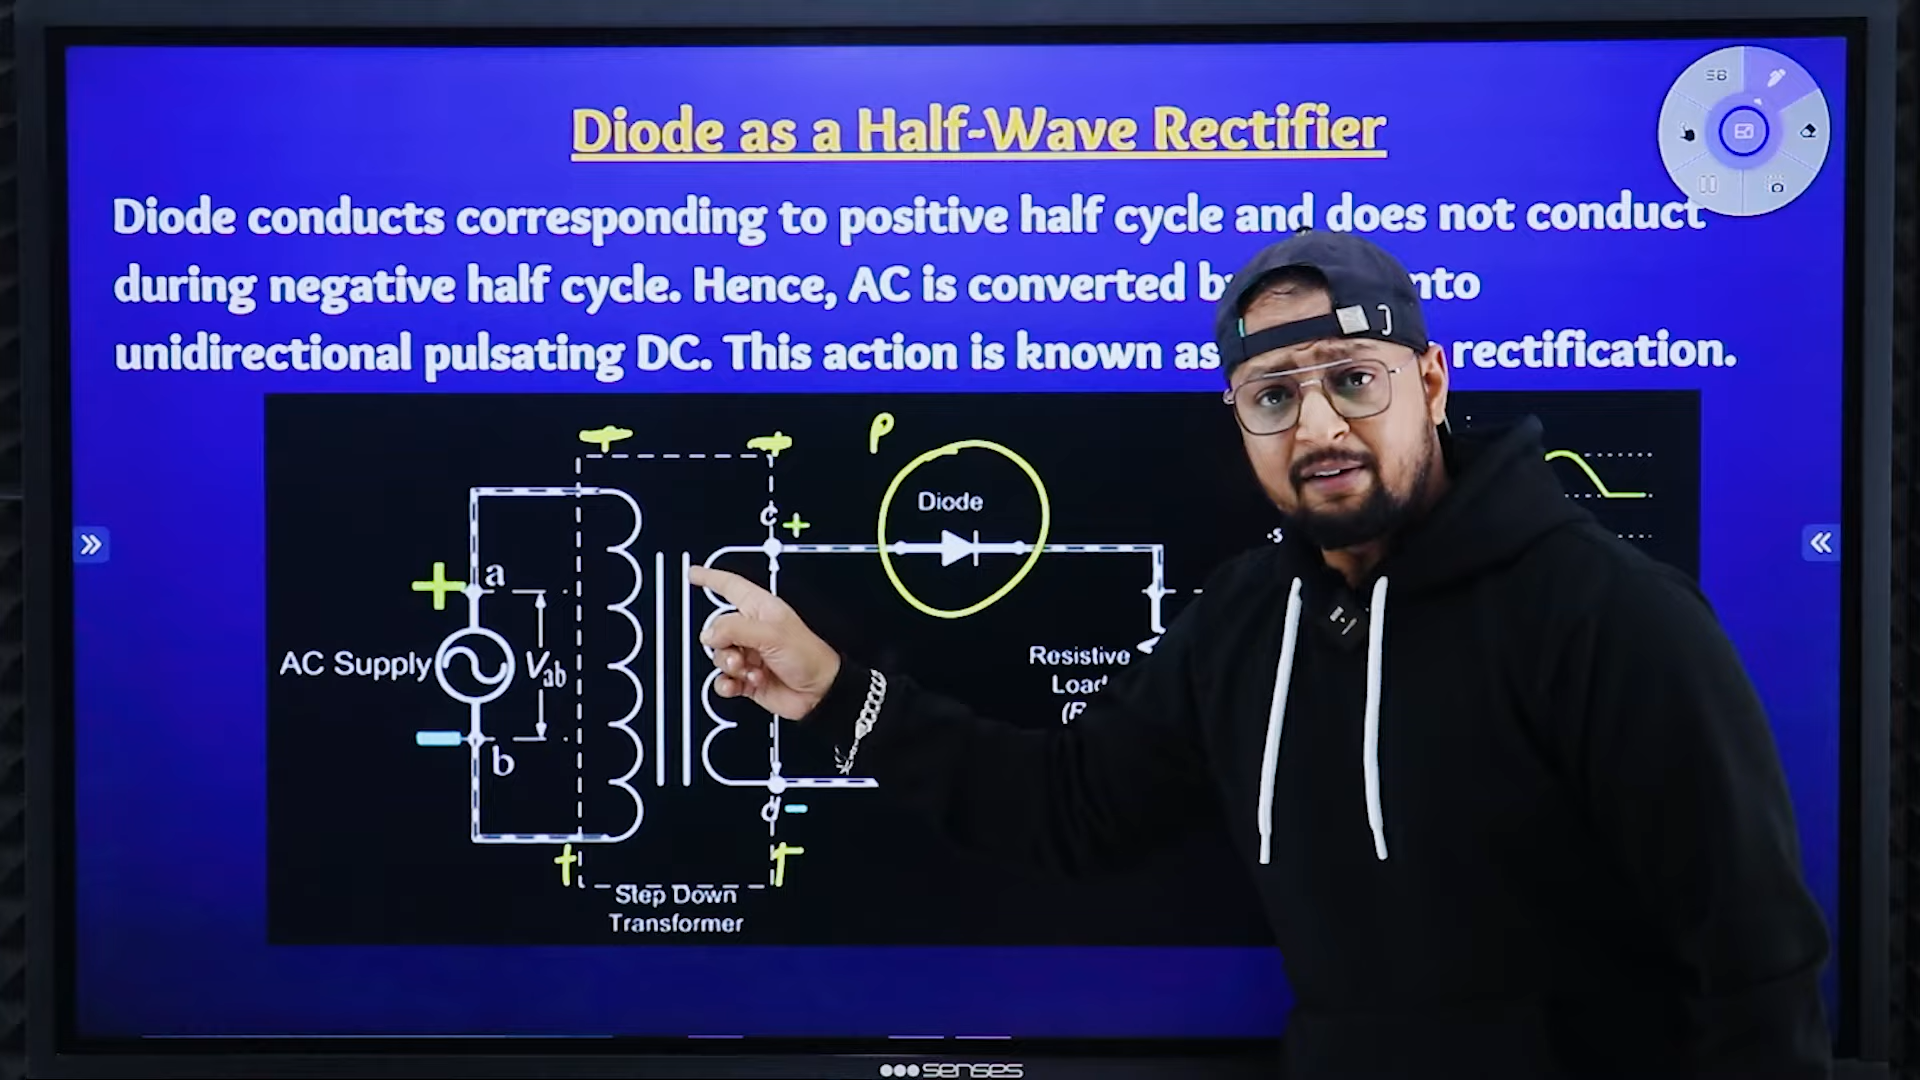 SB
Diode as a Half-Wave Rectifier
Diode conducts corresponding to positive half cycle and does not conduct
during negative half cycle. Hence, AC is converted
unidirectional pulsating DC. This action is known as rectification.
+ +
P
Diode
c +
+ a
AC Supply
Vab
Resistive
- b
d -
+
Step Down
Transformer
senses